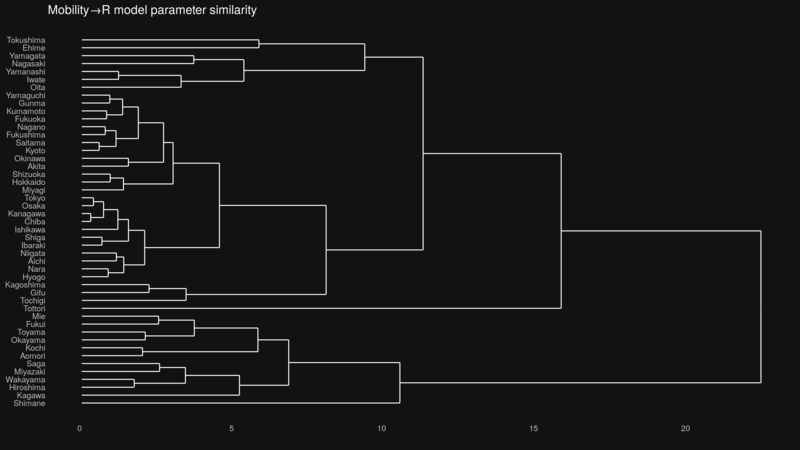 Mobility→R model parameter similarity
Tokushima
Ehime
Yamagata
Nagasaki
Yamanashi
Iwate
Oita
Yamaguchi
Gunma
Kumamoto
Fukuoka
Nagano
Fukushima
Saitama
Kyoto
Okinawa
Akita
Shizuoka
Hokkaido
Miyagi
Tokyo
Osaka
Kanagawa
Chiba
Ishikawa
Shiga
Ibaraki
Niigata
Aichi
Nara
Hyogo
Kagoshima
Gifu
Tochigi
Tottori
Mie
Fukui
Toyama
Okayama
Kochi
Aomori
Saga
Miyazaki
Wakayama
Hiroshima
Kagawa
Shimane
0 5 10 15 20